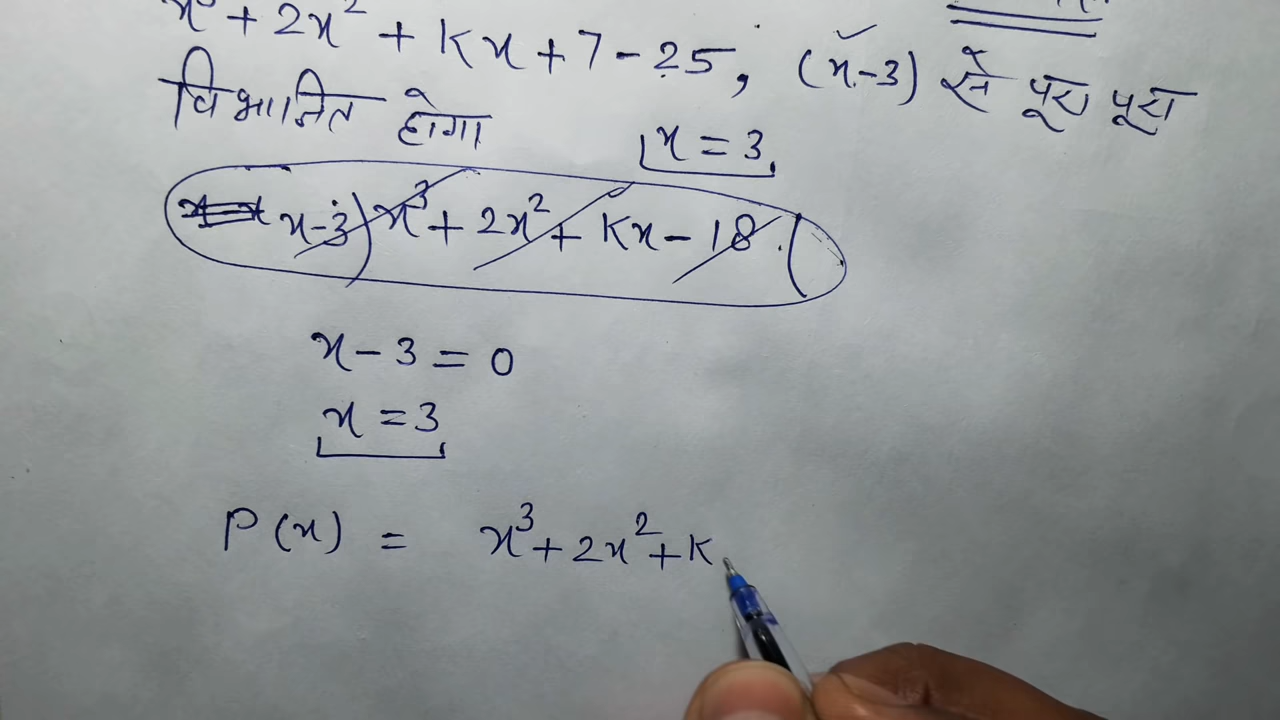 x³ + 2x² + Kx + 7 - 25, (x-3) से पूरा पूरा
विभाजित होगा
x = 3
x-3)x³ + 2x² + Kx - 18(
x - 3 = 0
x = 3
P(x) = x³ + 2x² + K